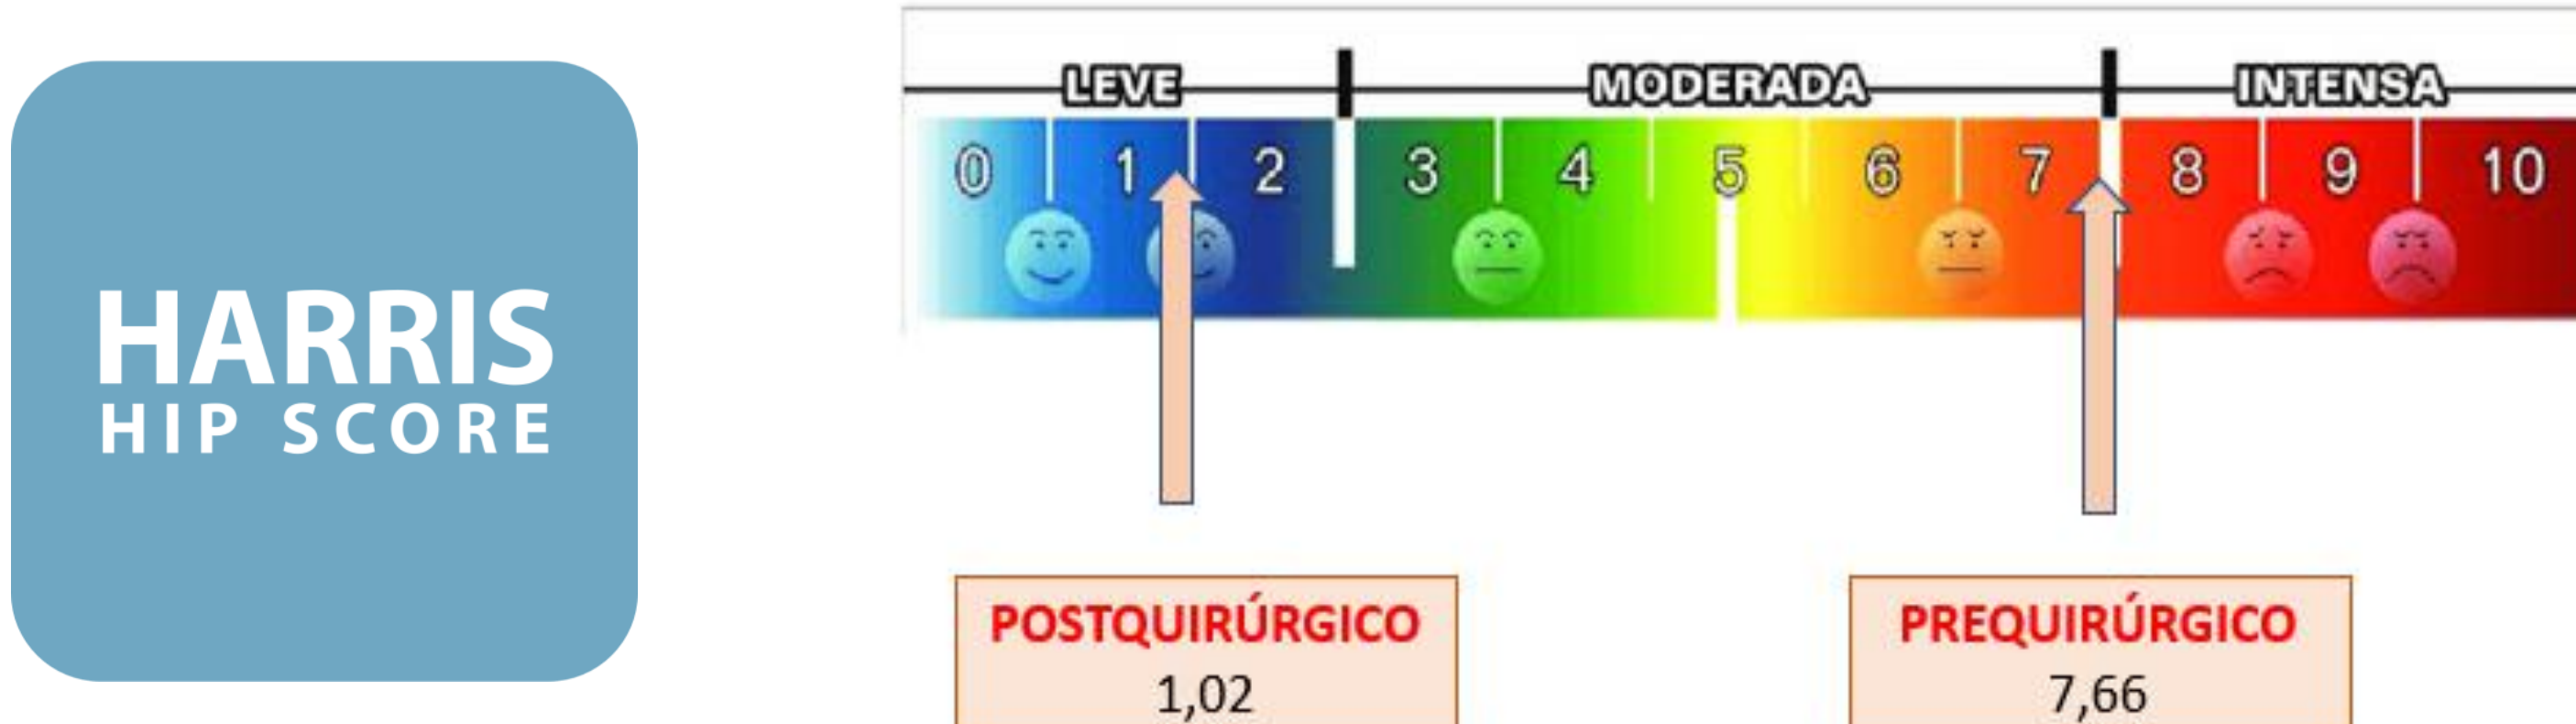 HARRIS
HIP SCORE
LEVE MODERADA INTENSA
0 1 2 3 4 5 6 7 8 9 10
POSTQUIRÚRGICO
1,02
PREQUIRÚRGICO
7,66